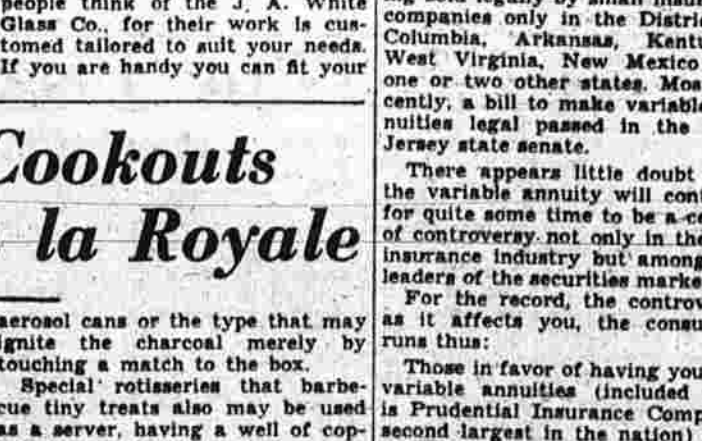 people think of the J. A. White
Glass Co., for their work is cus-
tomed tailored to suit your needs.
If you are handy you can fit your
Cookouts
la Royale
aerosol cans or the type that may
ignite the charcoal merely by
touching a match to the box.
Special rotisseries that barbe-
cue tiny treats also may be used
as a server, having a well of cop-
companies only in the Distri
Columbia, Arkansas, Kent
West Virginia, New Mexico
one or two other states. Mos
cently, a bill to make variabl
nuities legal passed in the
Jersey state senate.
There appears little doubt
the variable annuity will con
for quite some time to be a c
of controversy not only in th
insurance industry but among
leaders of the securities marke
For the record, the controv
as it affects you, the consu
runs thus:
Those in favor of having you
variable annuities (included
is Prudential Insurance Comp
second largest in the nation)